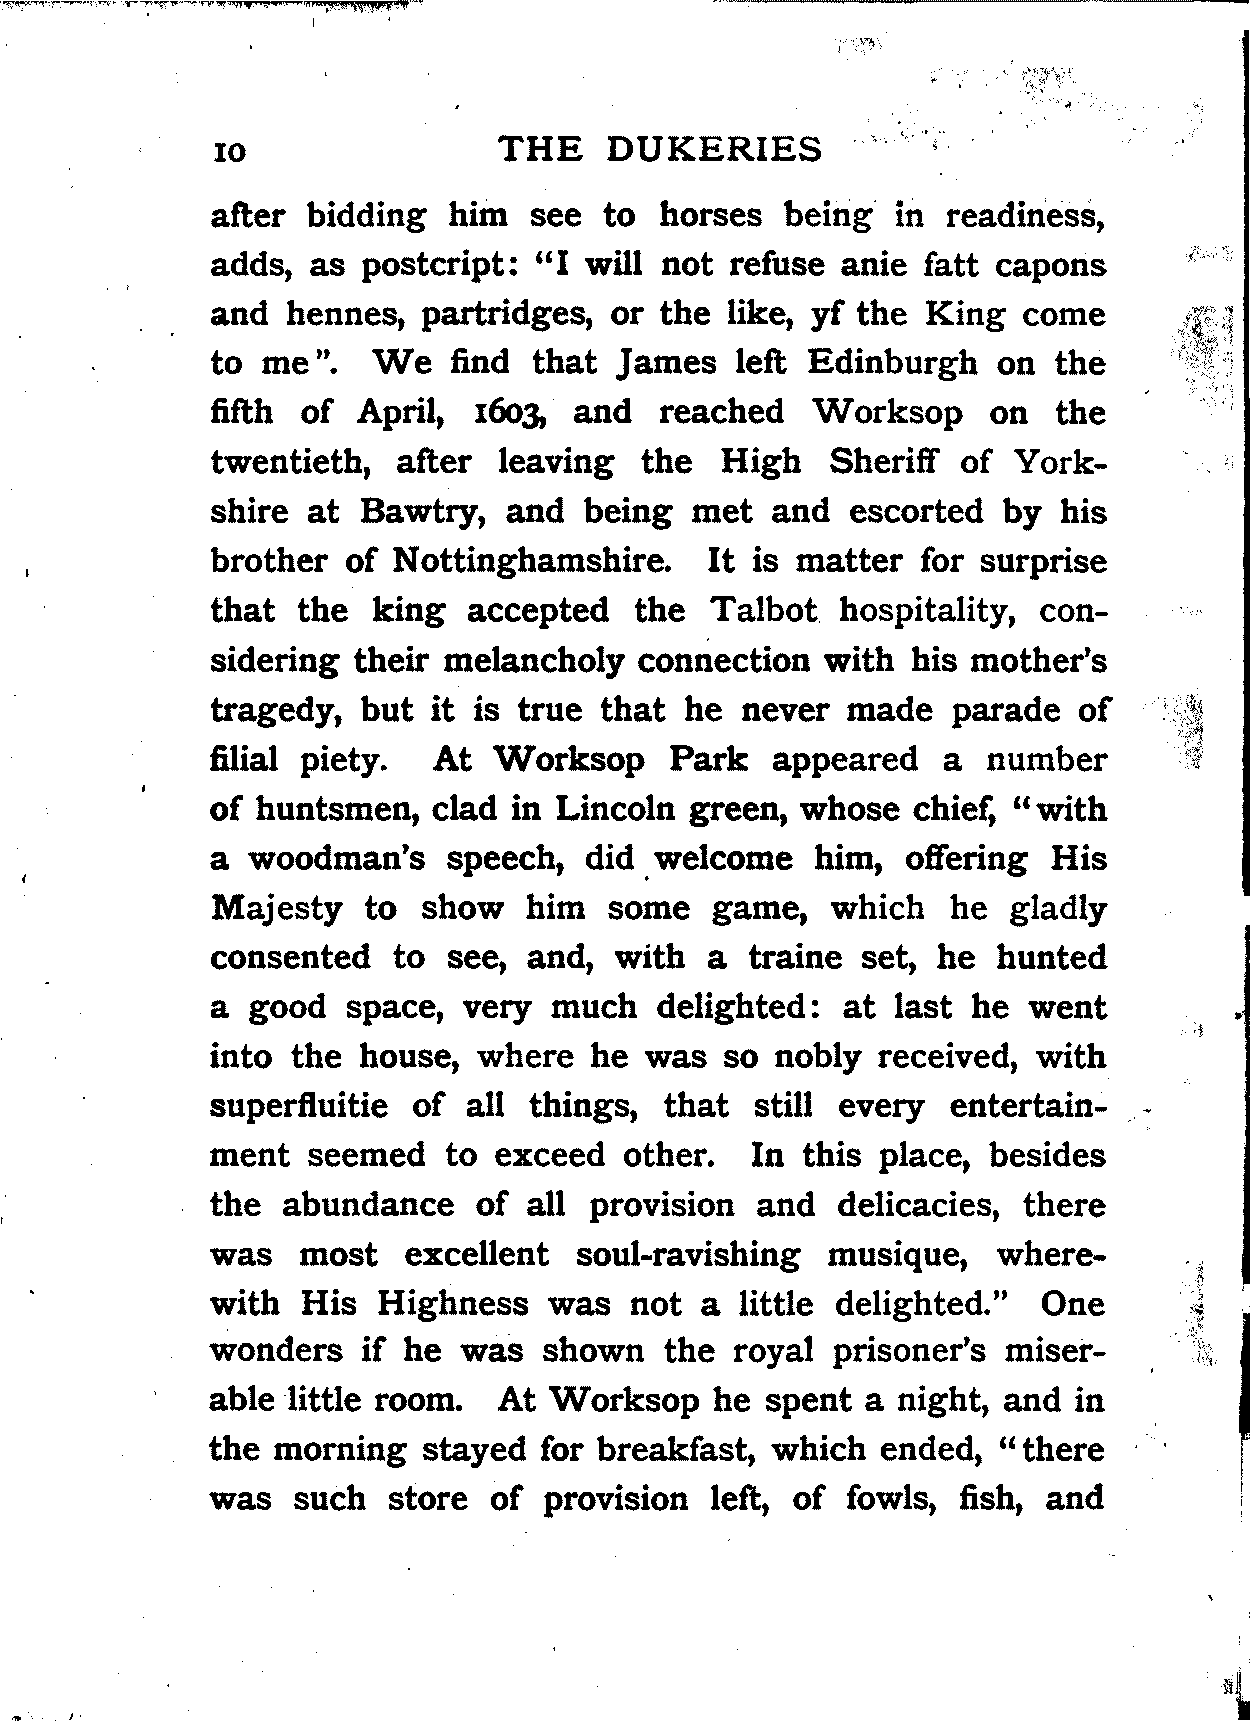 10 THE DUKERIES
after bidding him see to horses being in readiness,
adds, as postcript: "I will not refuse anie fatt capons
and hennes, partridges, or the like, yf the King come
to me". We find that James left Edinburgh on the
fifth of April, 1603, and reached Worksop on the
twentieth, after leaving the High Sheriff of York-
shire at Bawtry, and being met and escorted by his
brother of Nottinghamshire. It is matter for surprise
that the king accepted the Talbot hospitality, con-
sidering their melancholy connection with his mother's
tragedy, but it is true that he never made parade of
filial piety. At Worksop Park appeared a number
of huntsmen, clad in Lincoln green, whose chief, "with
a woodman's speech, did welcome him, offering His
Majesty to show him some game, which he gladly
consented to see, and, with a traine set, he hunted
a good space, very much delighted: at last he went
into the house, where he was so nobly received, with
superfluitie of all things, that still every entertain-
ment seemed to exceed other. In this place, besides
the abundance of all provision and delicacies, there
was most excellent soul-ravishing musique, where-
with His Highness was not a little delighted." One
wonders if he was shown the royal prisoner's miser-
able little room. At Worksop he spent a night, and in
the morning stayed for breakfast, which ended, "there
was such store of provision left, of fowls, fish, and